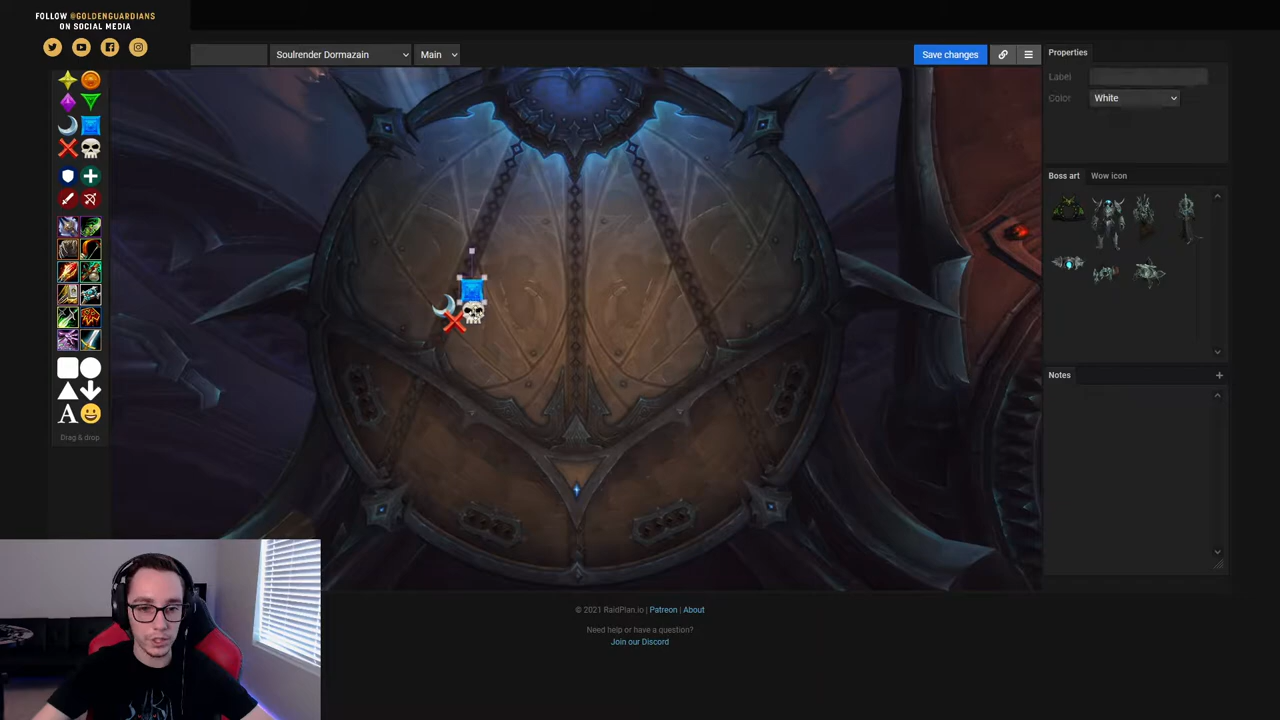 FOLLOW @GOLDENGUARDIANS
ON SOCIAL MEDIA
Soulrender Dormazain
Main
Save changes
Properties
Label
Color
White
Boss art
Wow icon
Notes
+
A
Drag & drop
© 2021 RaidPlan.io | Patreon | About
Need help or have a question?
Join our Discord